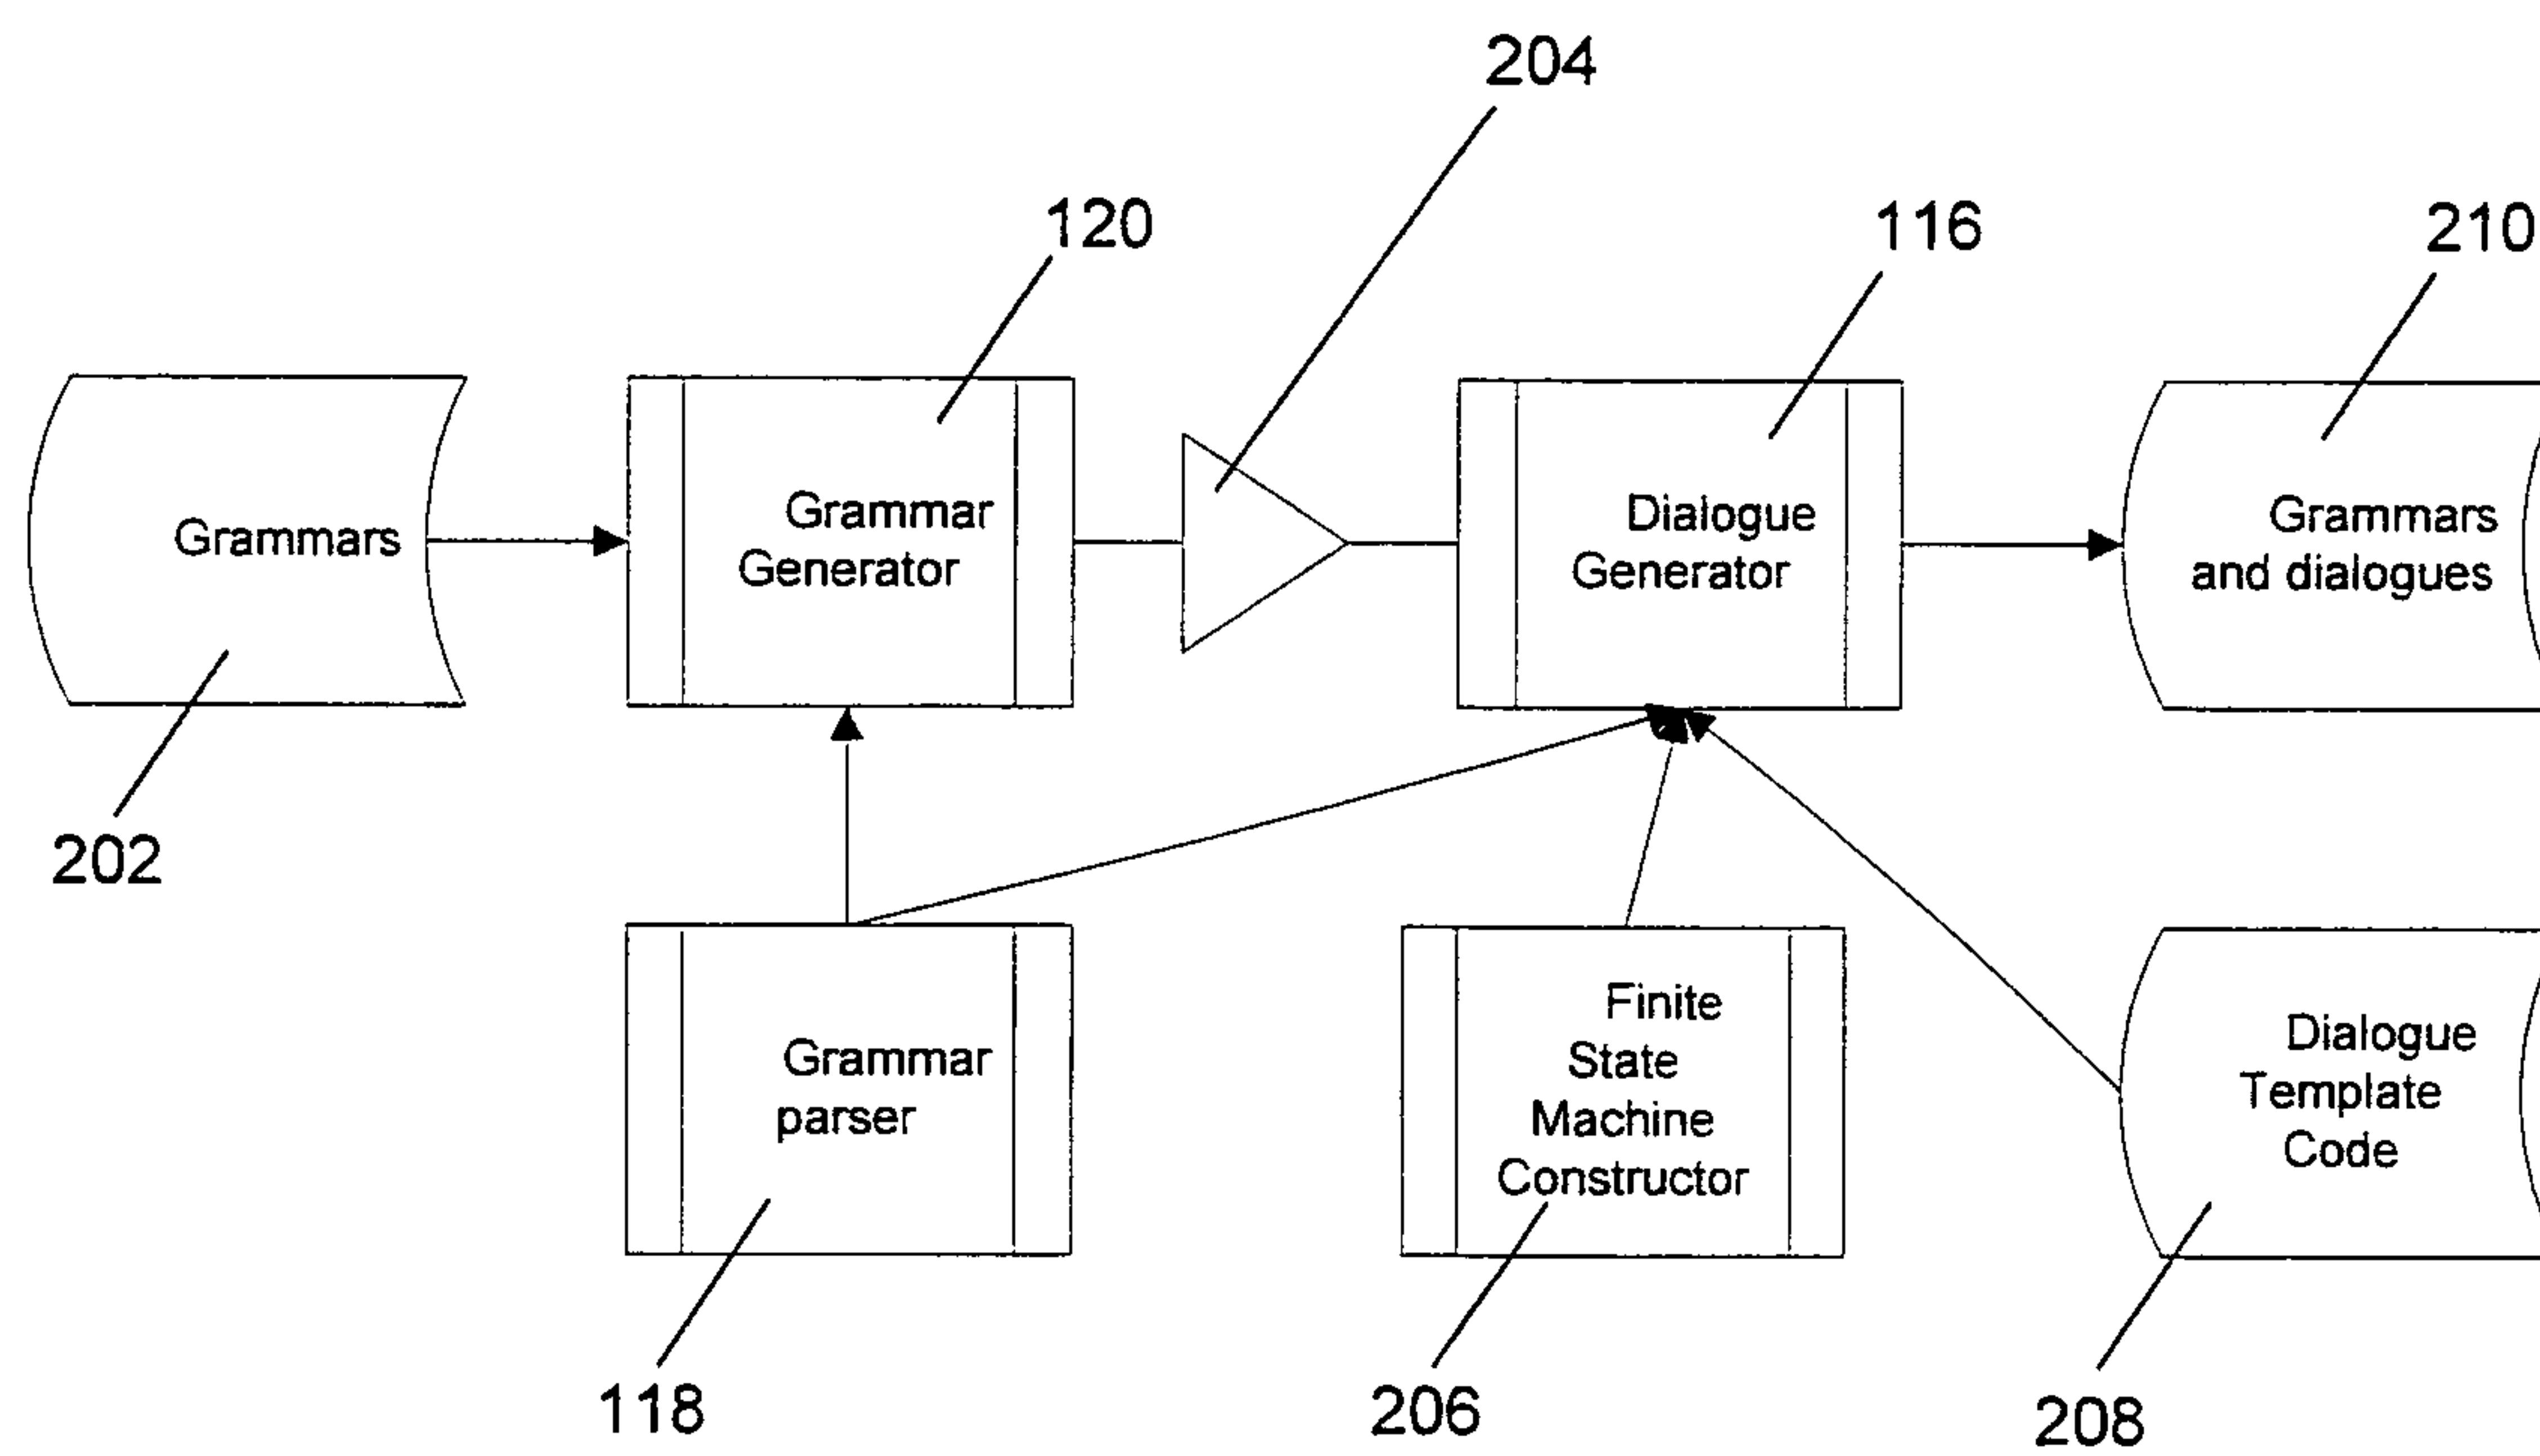 204
120
116
210
Grammars
Grammar
Generator
Dialogue
Generator
Grammars
and dialogues
202
Grammar
parser
Finite
State
Machine
Constructor
Dialogue
Template
Code
118
206
208